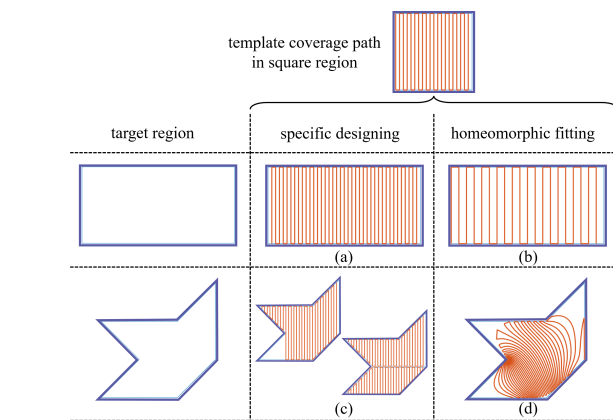 template coverage path
in square region
target region
specific designing
homeomorphic fitting
(a)
(b)
(c)
(d)